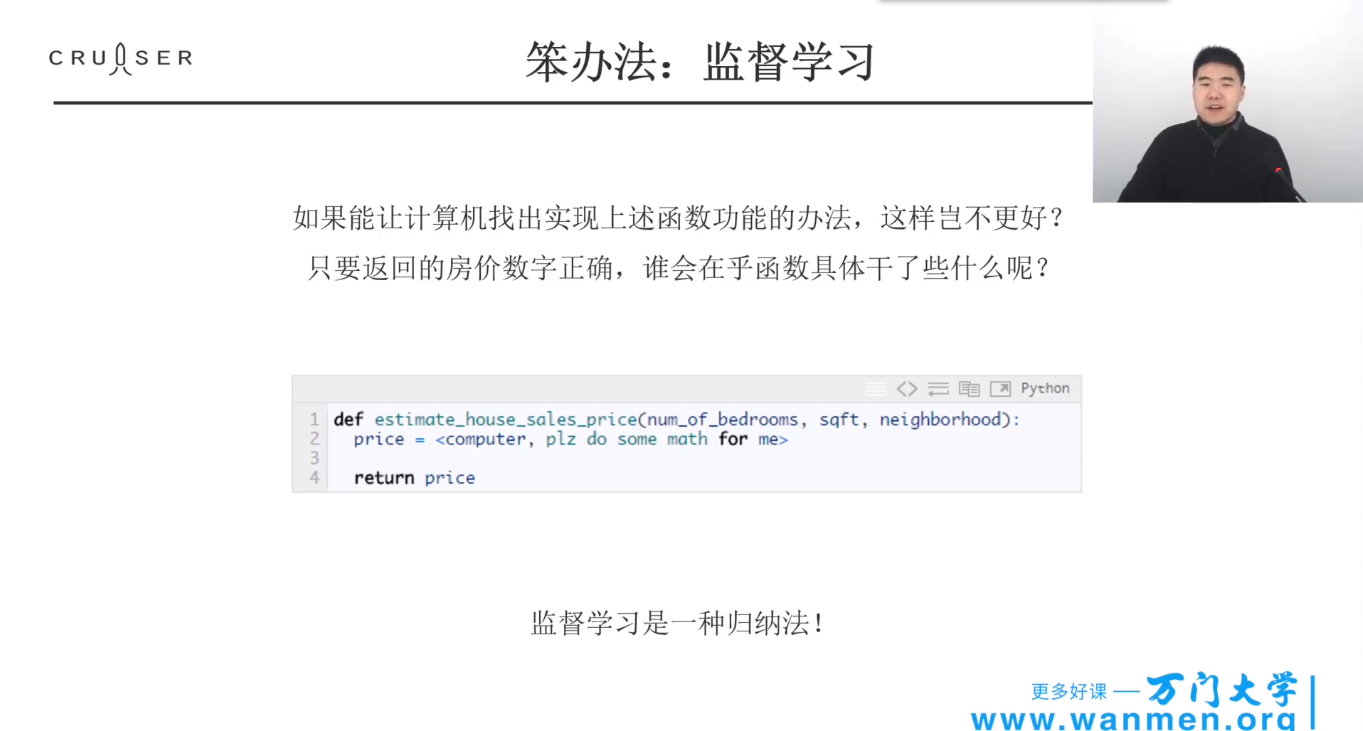 CRUISER
笨办法：监督学习
如果能让计算机找出实现上述函数功能的办法，这样岂不更好？
只要返回的房价数字正确，谁会在乎函数具体干了些什么呢？
Python
1 def estimate_house_sales_price(num_of_bedrooms, sqft, neighborhood):
2   price = <computer, plz do some math for me>
3
4   return price
监督学习是一种归纳法！
更多好课 — 万门大学
www.wanmen.org